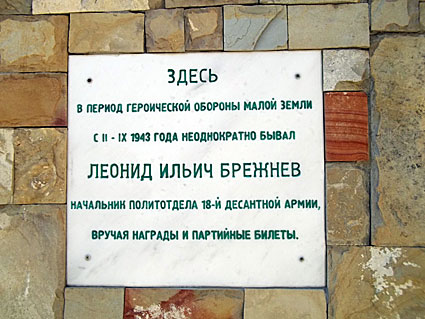 ЗДЕСЬ
В ПЕРИОД ГЕРОИЧЕСКОЙ ОБОРОНЫ МАЛОЙ ЗЕМЛИ
С II - IX 1943 ГОДА НЕОДНОКРАТНО БЫВАЛ
ЛЕОНИД ИЛЬИЧ БРЕЖНЕВ
НАЧАЛЬНИК ПОЛИТОТДЕЛА 18-Й ДЕСАНТНОЙ АРМИИ,
ВРУЧАЯ НАГРАДЫ И ПАРТИЙНЫЕ БИЛЕТЫ.